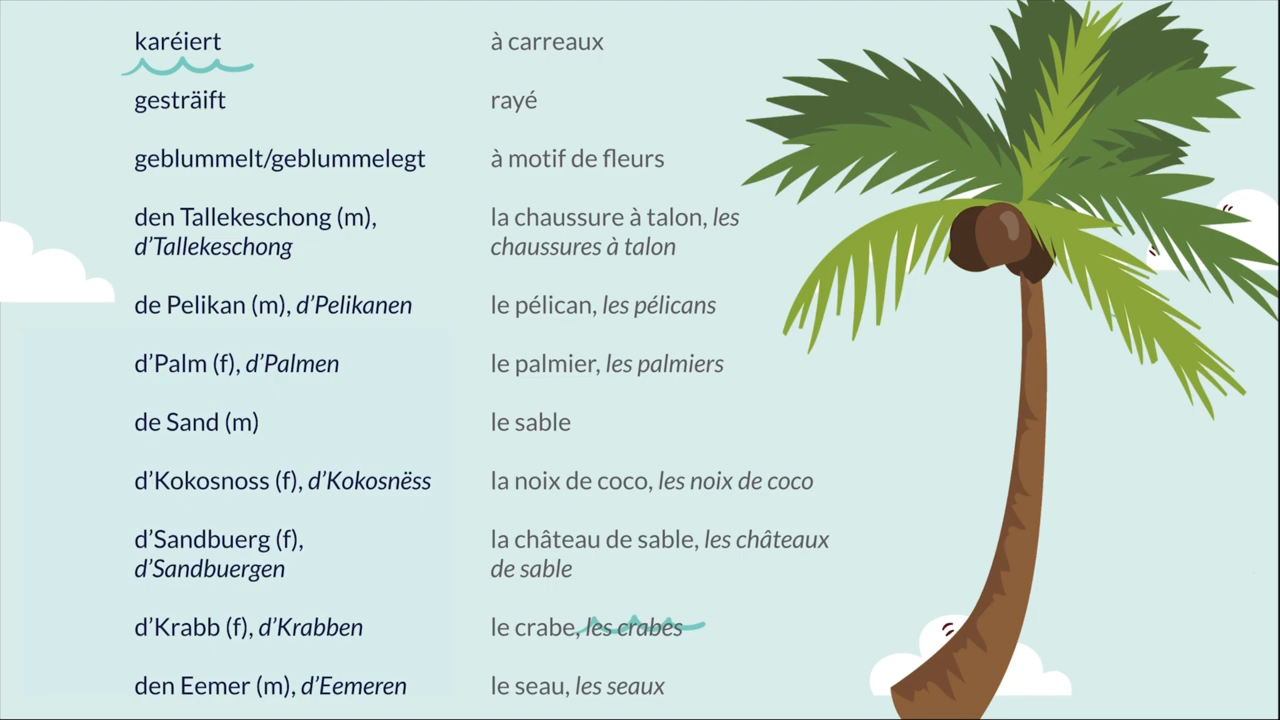 karéiert à carreaux
gesträift rayé
geblummelt/geblummelegt à motif de fleurs
den Tallekeschong (m), la chaussure à talon, les
d’Tallekeschong chaussures à talon
de Pelikan (m), d’Pelikanen le pélican, les pélicans
d’Palm (f), d’Palmen le palmier, les palmiers
de Sand (m) le sable
d’Kokosnoss (f), d’Kokosnëss la noix de coco, les noix de coco
d’Sandbuerg (f), la château de sable, les châteaux
d’Sandbuergen de sable
d’Krabb (f), d’Krabben le crabe, les crabes
den Eemer (m), d’Eemeren le seau, les seaux